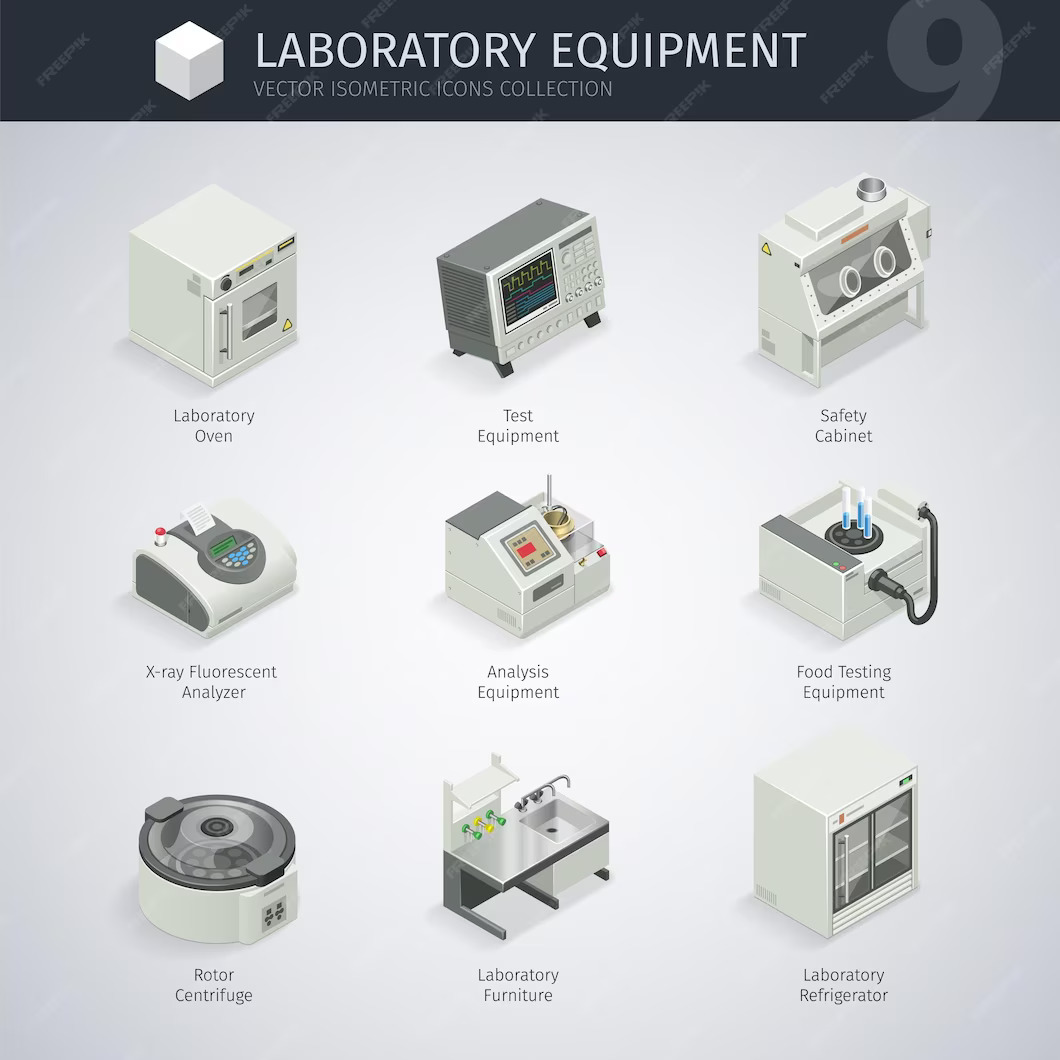 LABORATORY EQUIPMENT
VECTOR ISOMETRIC ICONS COLLECTION
9
Laboratory
Oven
Test
Equipment
Safety
Cabinet
X-ray Fluorescent
Analyzer
Analysis
Equipment
Food Testing
Equipment
Rotor
Centrifuge
Laboratory
Furniture
Laboratory
Refrigerator
FREEPIK